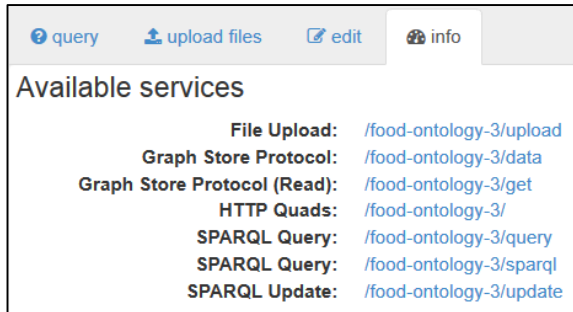 query upload files edit info
Available services
File Upload: /food-ontology-3/upload
Graph Store Protocol: /food-ontology-3/data
Graph Store Protocol (Read): /food-ontology-3/get
HTTP Quads: /food-ontology-3/
SPARQL Query: /food-ontology-3/query
SPARQL Query: /food-ontology-3/sparql
SPARQL Update: /food-ontology-3/update